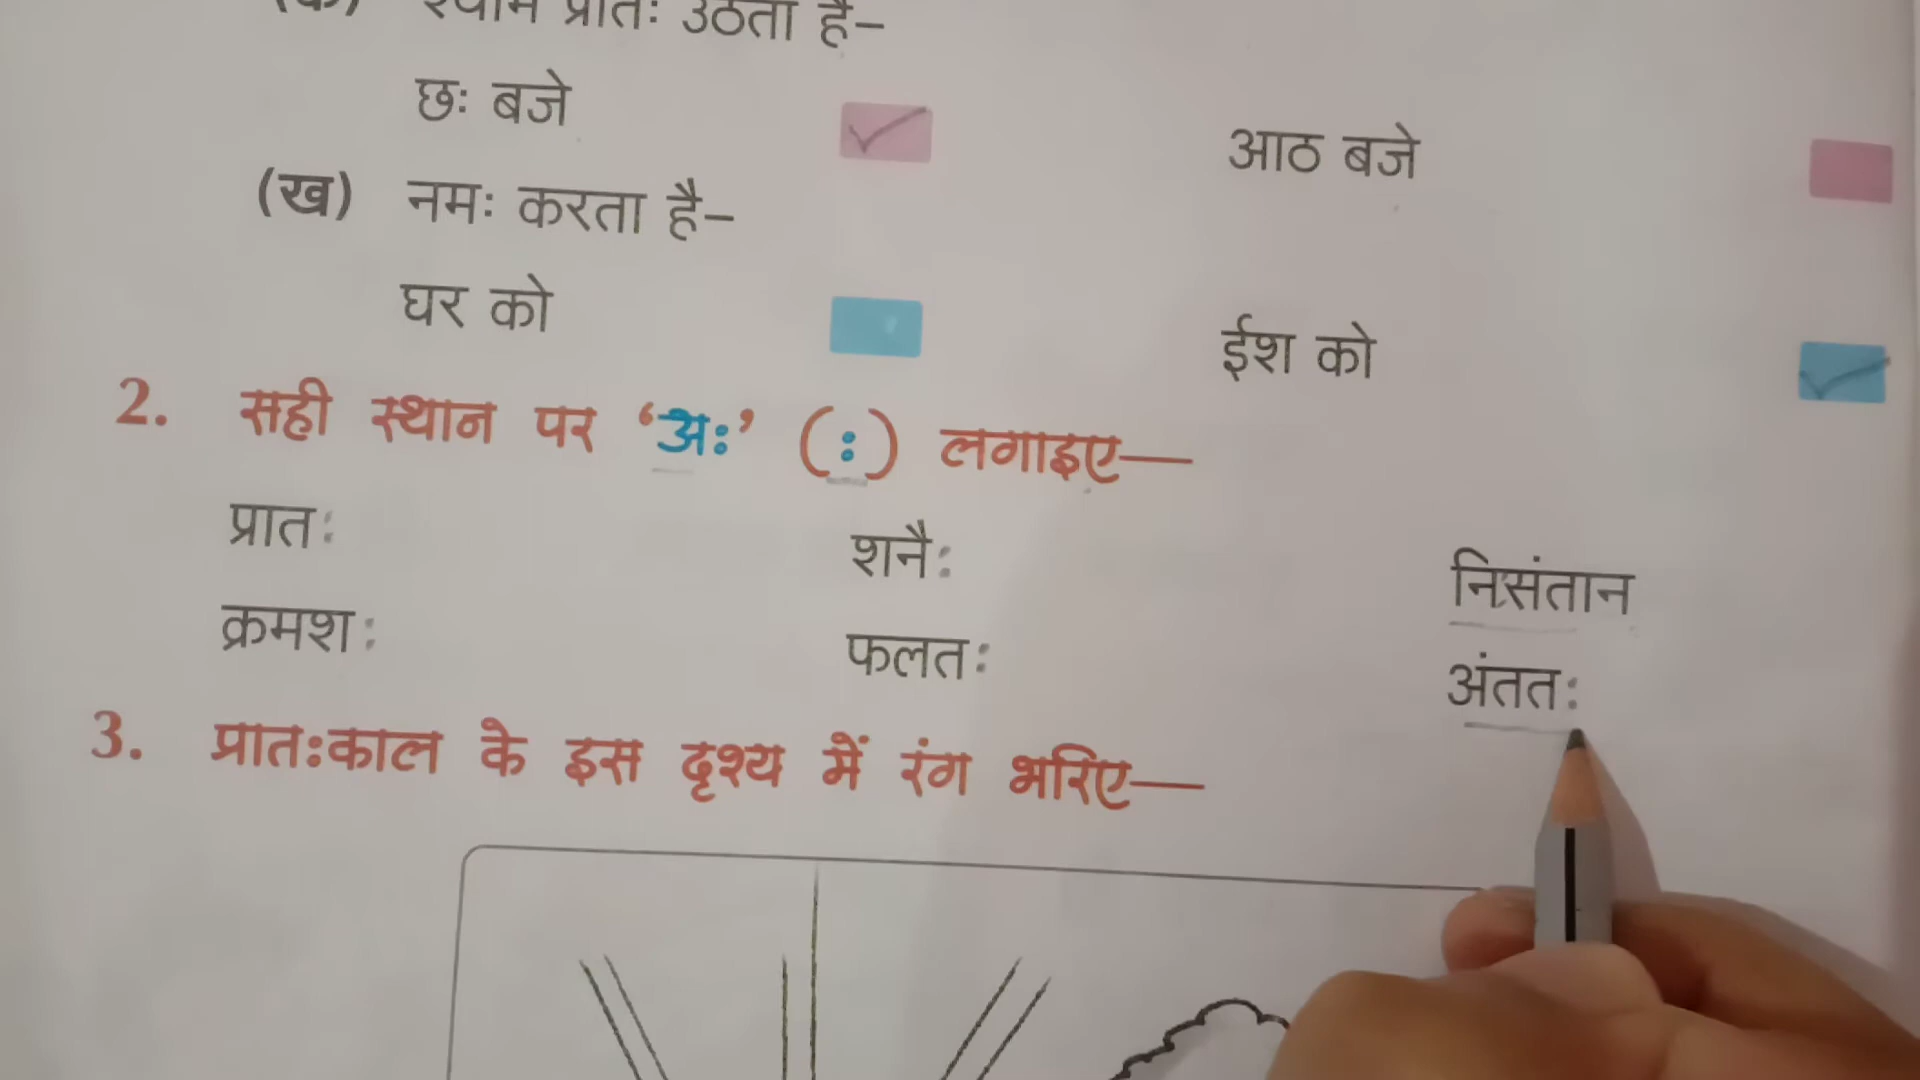 (क) श्याम प्रातः उठता है–
छः बजे आठ बजे
(ख) नमः करता है–
घर को ईश को
2. सही स्थान पर ‘अः’ (ः) लगाइए—
प्रातः शनैः निःसंतान
क्रमशः फलतः अंततः
3. प्रातःकाल के इस दृश्य में रंग भरिए—